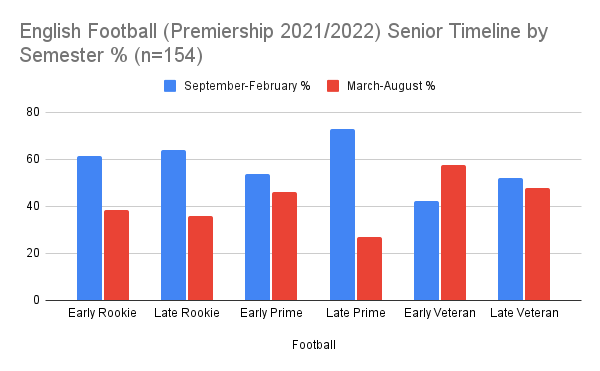 English Football (Premiership 2021/2022) Senior Timeline by
Semester % (n=154)
September-February %
March-August %
80
60
40
20
0
Early Rookie
Late Rookie
Early Prime
Late Prime
Early Veteran
Late Veteran
Football